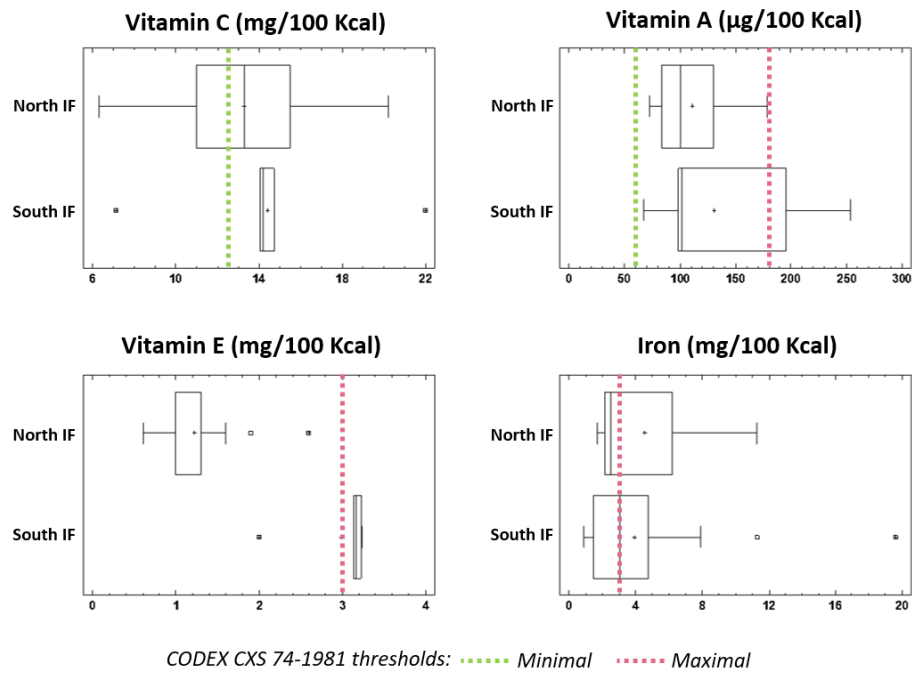 Vitamin C (mg/100 Kcal)
North IF
South IF
6 10 14 18 22
Vitamin A (µg/100 Kcal)
North IF
South IF
0 50 100 150 200 250 300
Vitamin E (mg/100 Kcal)
North IF
South IF
0 1 2 3 4
Iron (mg/100 Kcal)
North IF
South IF
0 4 8 12 16 20
CODEX CXS 74-1981 thresholds: Minimal Maximal